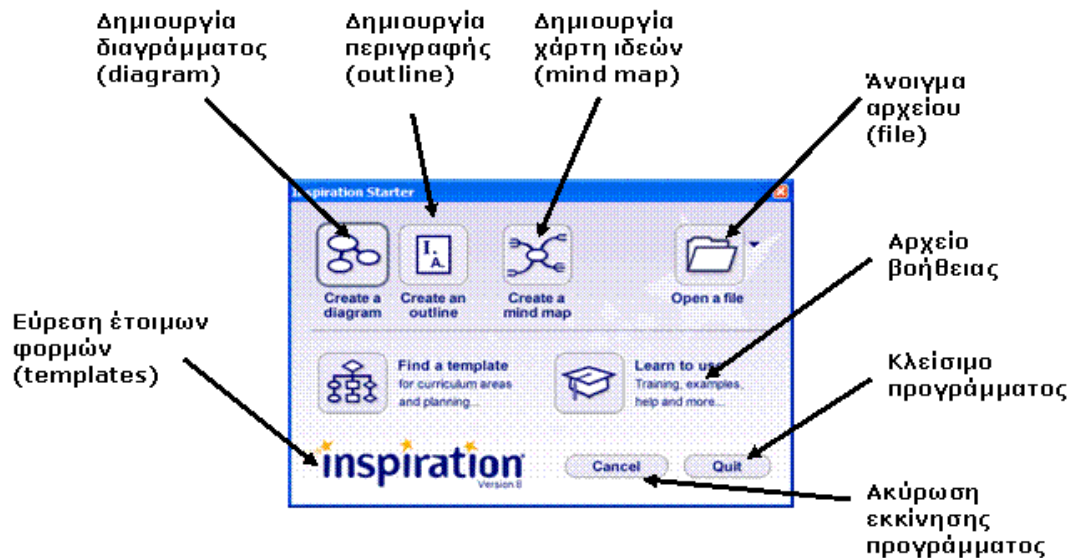 Δημιουργία
διαγράμματος
(diagram)
Δημιουργία
περιγραφής
(outline)
Δημιουργία
χάρτη ιδεών
(mind map)
Άνοιγμα
αρχείου
(file)
Inspiration Starter
Create a
diagram
Create an
outline
Create a
mind map
Open a file
Αρχείο
βοήθειας
Εύρεση έτοιμων
φορμών
(templates)
Find a template
for curriculum areas
and planning...
Learn to use
Training, examples,
help and more...
Κλείσιμο
προγράμματος
inspiration
Version 8
Cancel
Quit
Ακύρωση
εκκίνησης
προγράμματος